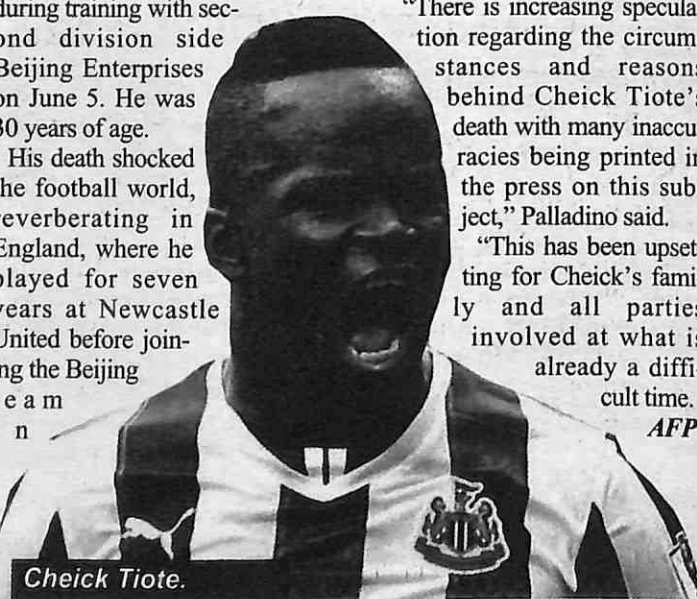 during training with sec-
ond division side
Beijing Enterprises
on June 5. He was
30 years of age.
His death shocked
the football world,
reverberating in
England, where he
played for seven
years at Newcastle
United before join-
ing the Beijing
eam
n
"There is increasing specula
tion regarding the circum
stances and reasons
behind Cheick Tiote's
death with many inaccu
racies being printed in
the press on this sub
ject," Palladino said.
"This has been upset
ting for Cheick's fami
ly and all parties
involved at what is
already a diffi-
cult time.
AFP
Cheick Tiote.